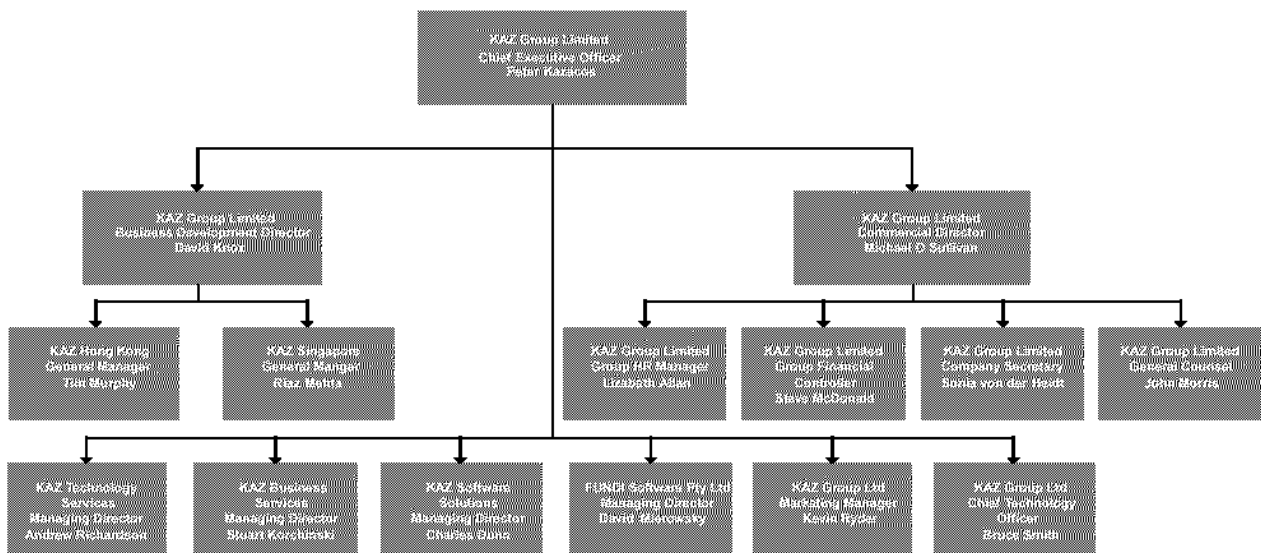 KAZ Group Limited
Chief Executive Officer
Peter Kazacos
KAZ Group Limited
Business Development Director
David Knox
KAZ Group Limited
Commercial Director
Michael O Sullivan
KAZ Hong Kong
General Manager
Tim Murphy
KAZ Singapore
General Manger
Riaz Mehta
KAZ Group Limited
Group HR Manager
Lizabeth Allan
KAZ Group Limited
Group Financial
Controller
Steve McDonald
KAZ Group Limited
Company Secretary
Sonia von der Heidt
KAZ Group Limited
General Counsel
John Morris
KAZ Technology
Services
Managing Director
Andrew Richardson
KAZ Business
Services
Managing Director
Stuart Korchinski
KAZ Software
Solutions
Managing Director
Charles Dunn
FUNDI Software Pty Ltd
Managing Director
David Mierowsky
KAZ Group Ltd
Marketing Manager
Kevin Ryder
KAZ Group Ltd
Chief Technology
Officer
Bruce Smith